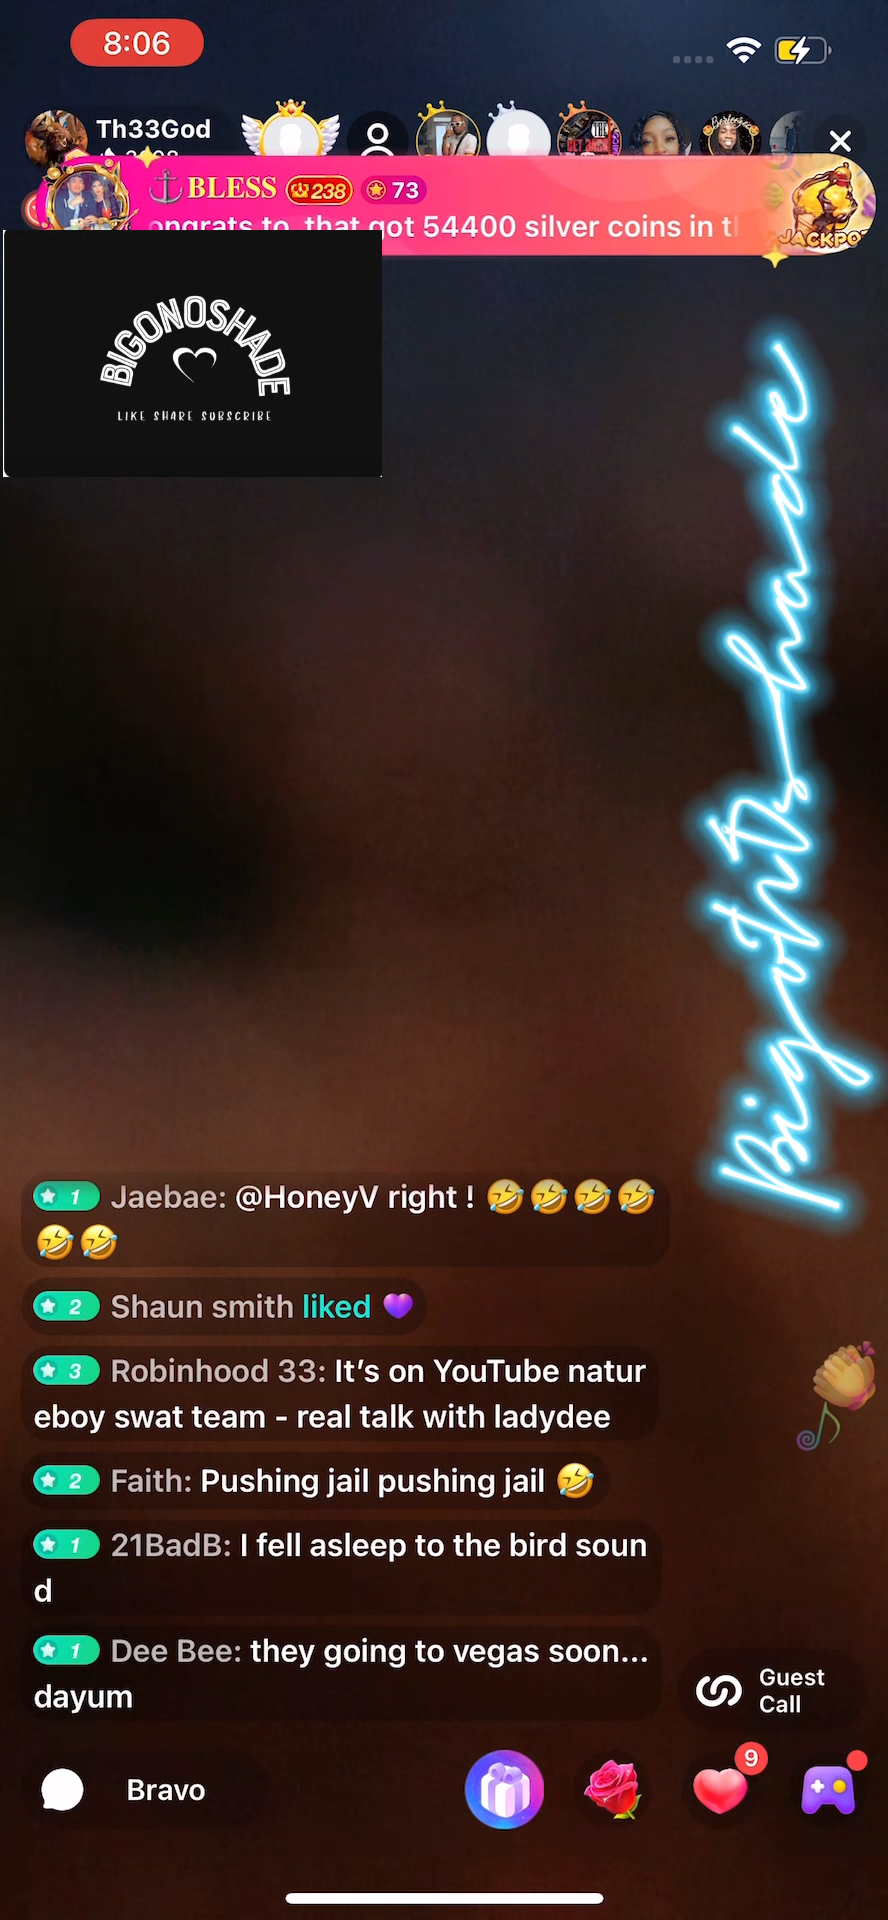 8:06
Th33God
⚓BLESS 238 73
ongrats to, that got 54400 silver coins in t
JACKPOT
BIGONOSHADE
LIKE SHARE SUBSCRIBE
1 Jaebae: @HoneyV right ! 🤣🤣🤣🤣
🤣🤣
2 Shaun smith liked 💜
3 Robinhood 33: It’s on YouTube natur
eboy swat team - real talk with ladydee
2 Faith: Pushing jail pushing jail 🤣
1 21BadB: I fell asleep to the bird soun
d
1 Dee Bee: they going to vegas soon...
dayum
Guest
Call
Bravo
9